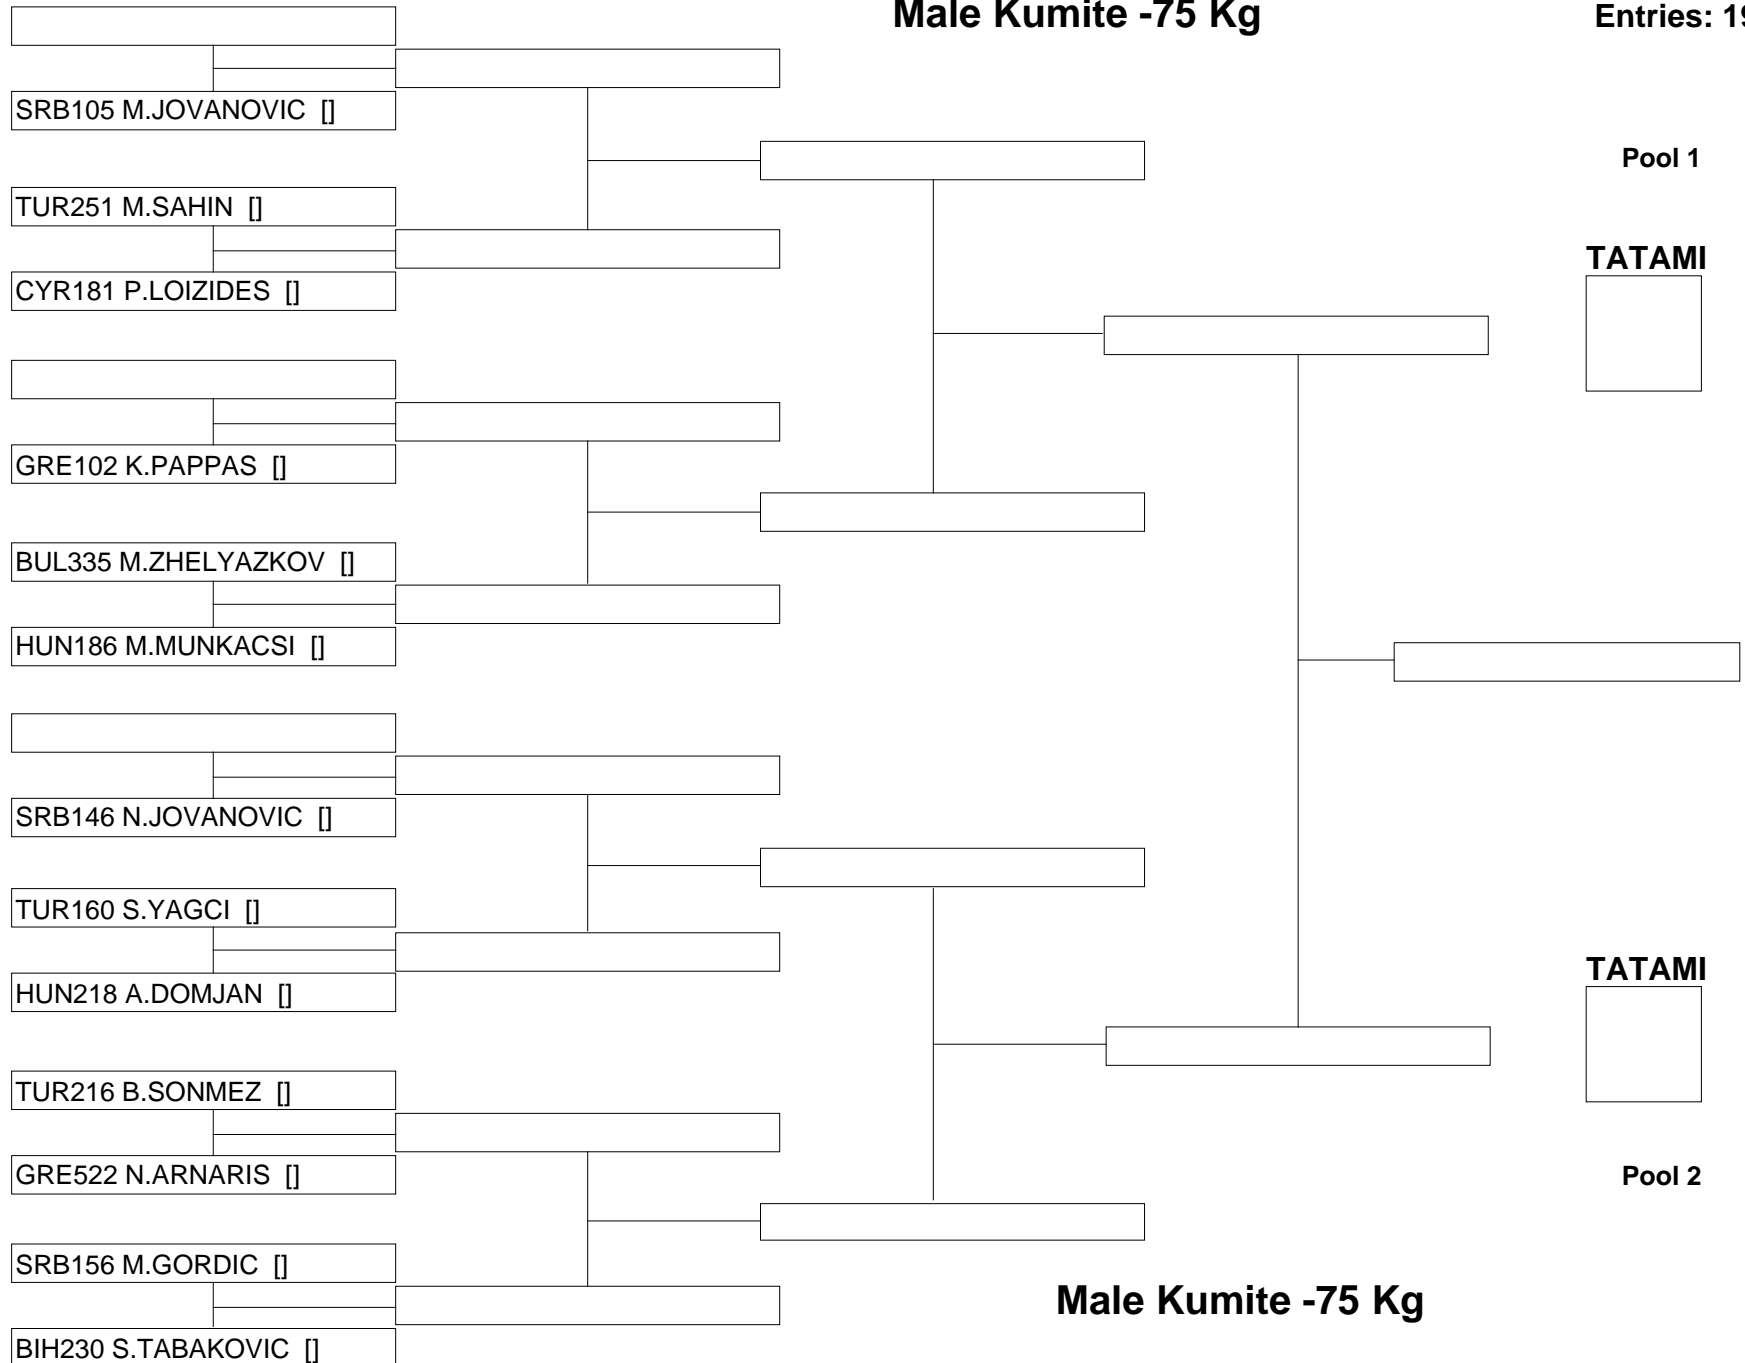 Male Kumite -75 Kg
Entries: 19
SRB105 M.JOVANOVIC []
Pool 1
TUR251 M.SAHIN []
TATAMI
CYR181 P.LOIZIDES []
GRE102 K.PAPPAS []
BUL335 M.ZHELYAZKOV []
HUN186 M.MUNKACSI []
SRB146 N.JOVANOVIC []
TUR160 S.YAGCI []
TATAMI
HUN218 A.DOMJAN []
TUR216 B.SONMEZ []
GRE522 N.ARNARIS []
Pool 2
SRB156 M.GORDIC []
Male Kumite -75 Kg
BIH230 S.TABAKOVIC []